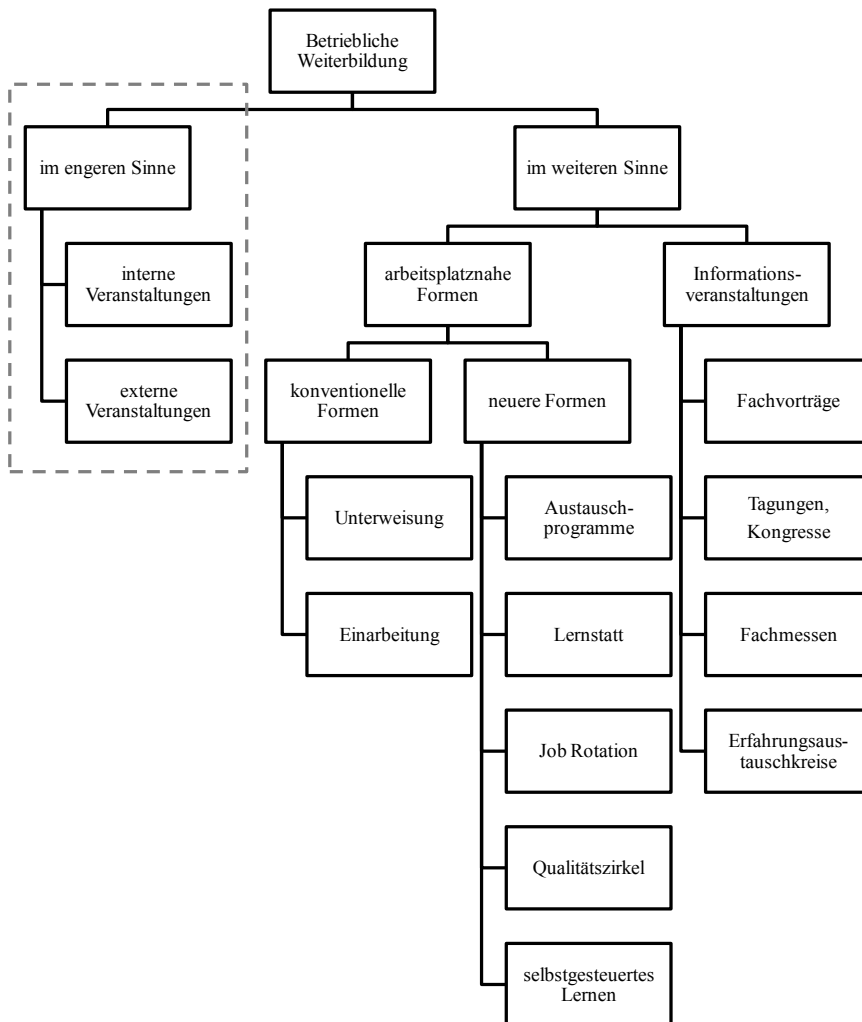 Betriebliche
Weiterbildung
im engeren Sinne
im weiteren Sinne
interne
Veranstaltungen
arbeitsplatznahe
Formen
Informations-
veranstaltungen
externe
Veranstaltungen
konventionelle
Formen
neuere Formen
Fachvorträge
Unterweisung
Austausch-
programme
Tagungen,
Kongresse
Einarbeitung
Lernstatt
Fachmessen
Job Rotation
Erfahrungsaus-
tauschkreise
Qualitätszirkel
selbstgesteuertes
Lernen